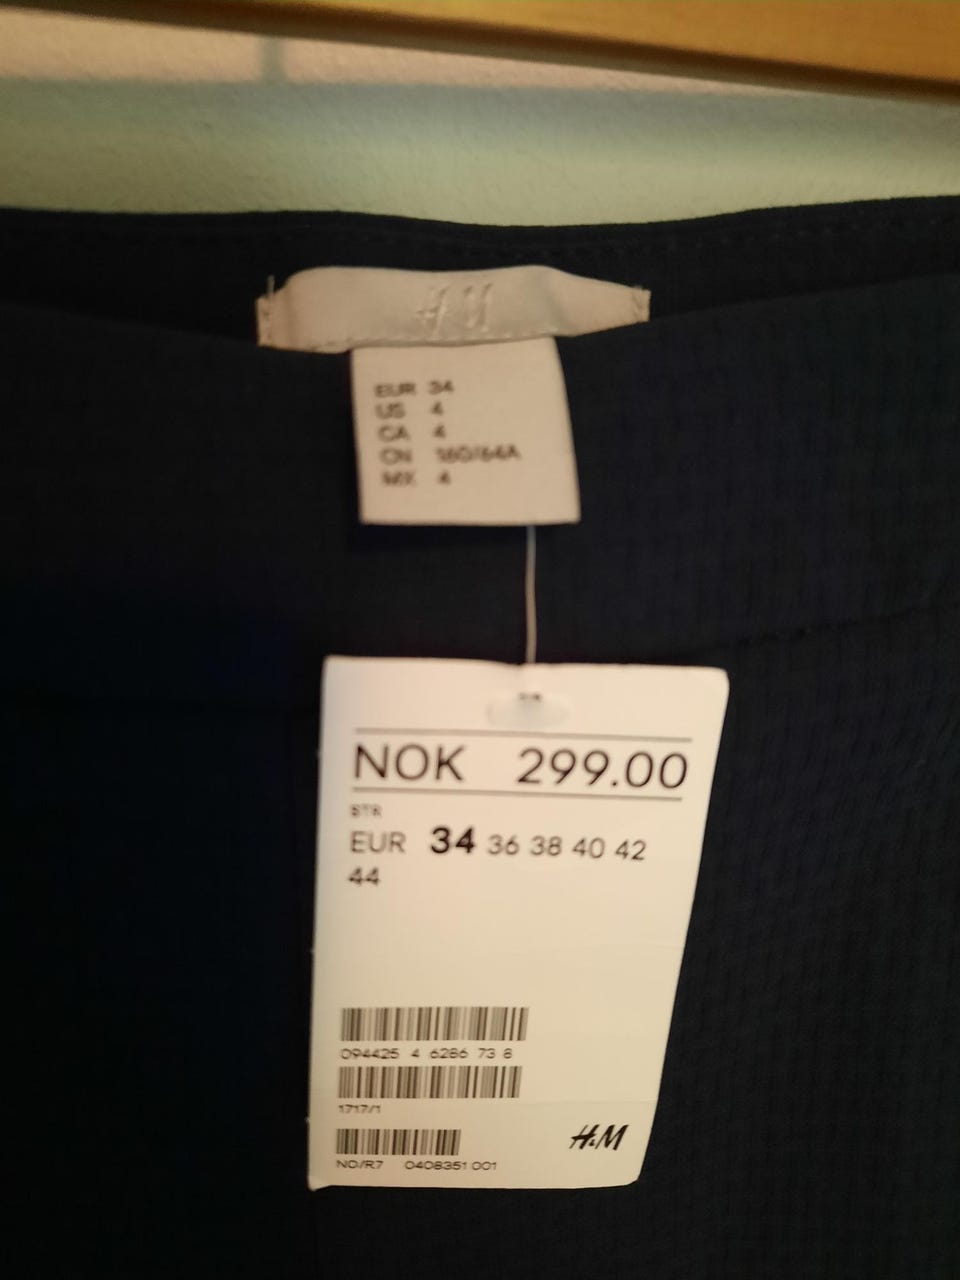 H&M
EUR 34
US 4
CA 4
CN 160/64A
MX 4
NOK 299.00
STR
EUR 34 36 38 40 42
44
094425 4 6286 73 8
1717/1
NO/R7 0408351 001
H&M